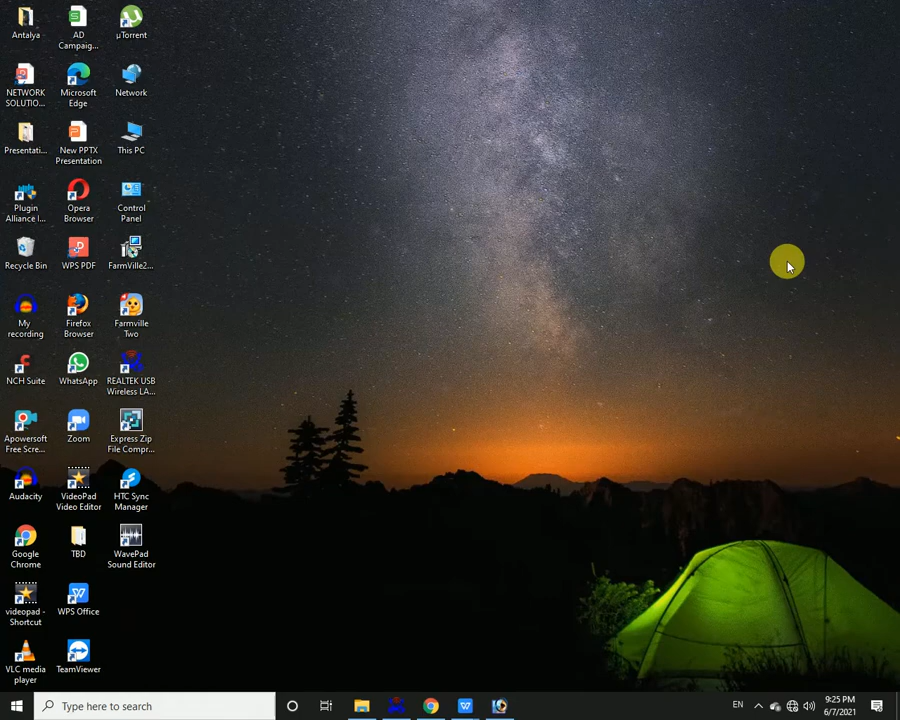 Antalya
AD
Campaig...
µTorrent
NETWORK
SOLUTIO...
Microsoft
Edge
Network
Presentati...
New PPTX
Presentation
This PC
Plugin
Alliance I...
Opera
Browser
Control
Panel
Recycle Bin
WPS PDF
FarmVille2...
My
recording
Firefox
Browser
Farmville
Two
NCH Suite
WhatsApp
REALTEK USB
Wireless LA...
Apowersoft
Free Scre...
Zoom
Express Zip
File Compr...
Audacity
VideoPad
Video Editor
HTC Sync
Manager
Google
Chrome
TBD
WavePad
Sound Editor
videopad -
Shortcut
WPS Office
VLC media
player
TeamViewer
Type here to search
EN
9:25 PM
6/7/2021